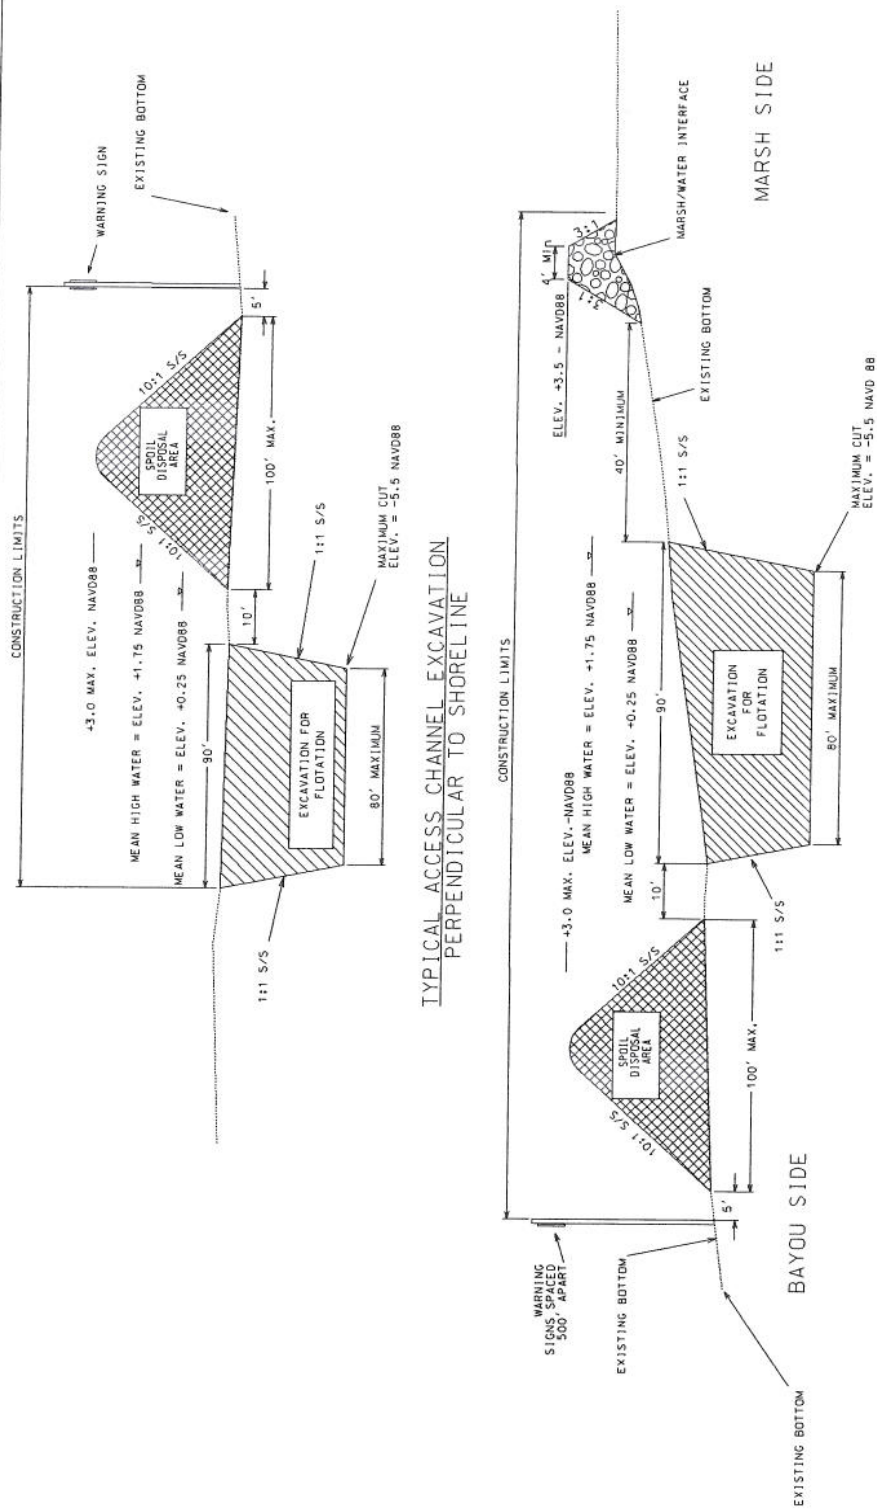 CONSTRUCTION LIMITS
WARNING SIGN
EXISTING BOTTOM
+3.0 MAX. ELEV. NAVD88
MEAN HIGH WATER = ELEV. +1.75 NAVD88
MEAN LOW WATER = ELEV. +0.25 NAVD88
10:1 S/S
10:1 S/S
SPOIL
DISPOSAL
AREA
5'
100' MAX.
10'
90'
1:1 S/S
1:1 S/S
EXCAVATION FOR
FLOTATION
MAXIMUM CUT
ELEV. = -5.5 NAVD88
80' MAXIMUM
TYPICAL ACCESS CHANNEL EXCAVATION
PERPENDICULAR TO SHORELINE
CONSTRUCTION LIMITS
WARNING
SIGNS SPACED
500' APART
EXISTING BOTTOM
EXISTING BOTTOM
+3.0 MAX. ELEV.-NAVD88
MEAN HIGH WATER = ELEV. +1.75 NAVD88
MEAN LOW WATER = ELEV. +0.25 NAVD88
ELEV. +3.5 - NAVD88
4' MIN
3:1
3:1
MARSH/WATER INTERFACE
EXISTING BOTTOM
40' MINIMUM
10:1 S/S
10:1 S/S
SPOIL
DISPOSAL
AREA
5'
100' MAX.
10'
90'
1:1 S/S
1:1 S/S
EXCAVATION
FOR
FLOTATION
80' MAXIMUM
MAXIMUM CUT
ELEV. = -5.5 NAVD 88
BAYOU SIDE
MARSH SIDE